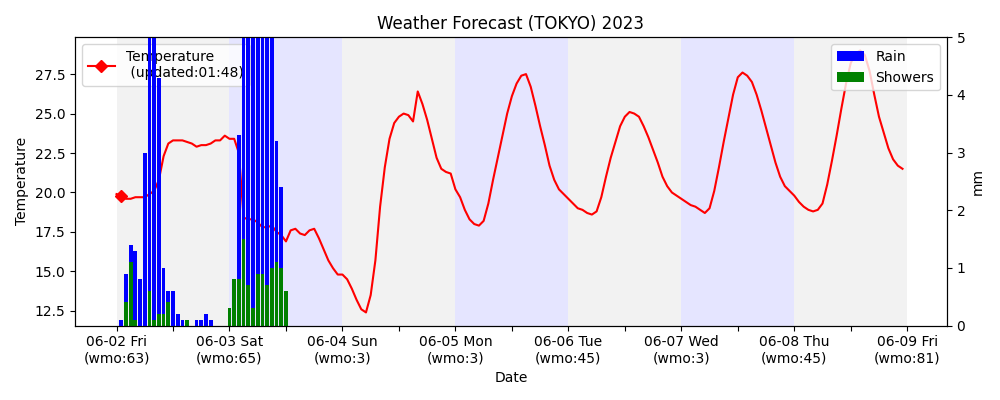 Weather Forecast (TOKYO) 2023
Temperature
(updated:01:48)
Rain
Showers
Temperature
27.5
25.0
22.5
20.0
17.5
15.0
12.5
5
4
3
2
1
0
mm
06-02 Fri
(wmo:63)
06-03 Sat
(wmo:65)
06-04 Sun
(wmo:3)
06-05 Mon
(wmo:3)
06-06 Tue
(wmo:45)
06-07 Wed
(wmo:3)
06-08 Thu
(wmo:45)
06-09 Fri
(wmo:81)
Date